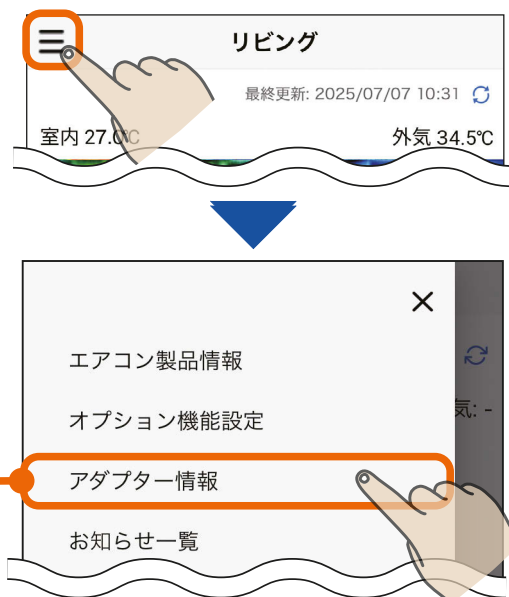 リビング
最終更新: 2025/07/07 10:31
室内 27.0℃
外気 34.5℃
エアコン製品情報
気: -
オプション機能設定
アダプター情報
お知らせ一覧